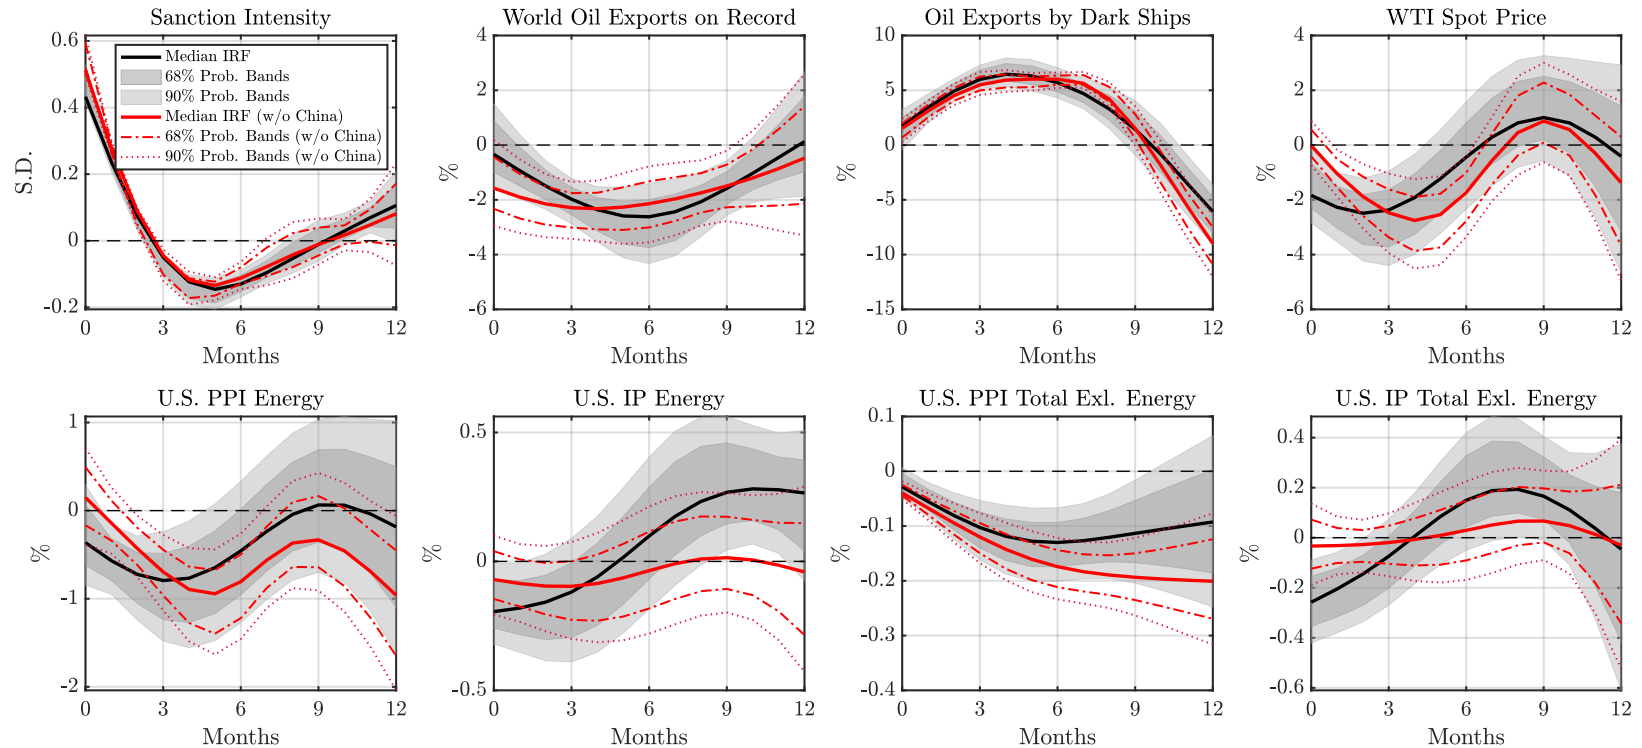 Sanction Intensity
World Oil Exports on Record
Oil Exports by Dark Ships
WTI Spot Price
Median IRF
68% Prob. Bands
90% Prob. Bands
Median IRF (w/o China)
68% Prob. Bands (w/o China)
90% Prob. Bands (w/o China)
S.D.
0.6
0.4
0.2
0
-0.2
0 3 6 9 12
Months
%
4
2
0
-2
-4
-6
0 3 6 9 12
Months
%
10
5
0
-5
-10
-15
0 3 6 9 12
Months
%
4
2
0
-2
-4
-6
0 3 6 9 12
Months
U.S. PPI Energy
U.S. IP Energy
U.S. PPI Total Exl. Energy
U.S. IP Total Exl. Energy
%
1
0
-1
-2
0 3 6 9 12
Months
%
0.5
0
-0.5
0 3 6 9 12
Months
%
0.1
0
-0.1
-0.2
-0.3
-0.4
0 3 6 9 12
Months
%
0.4
0.2
0
-0.2
-0.4
-0.6
0 3 6 9 12
Months